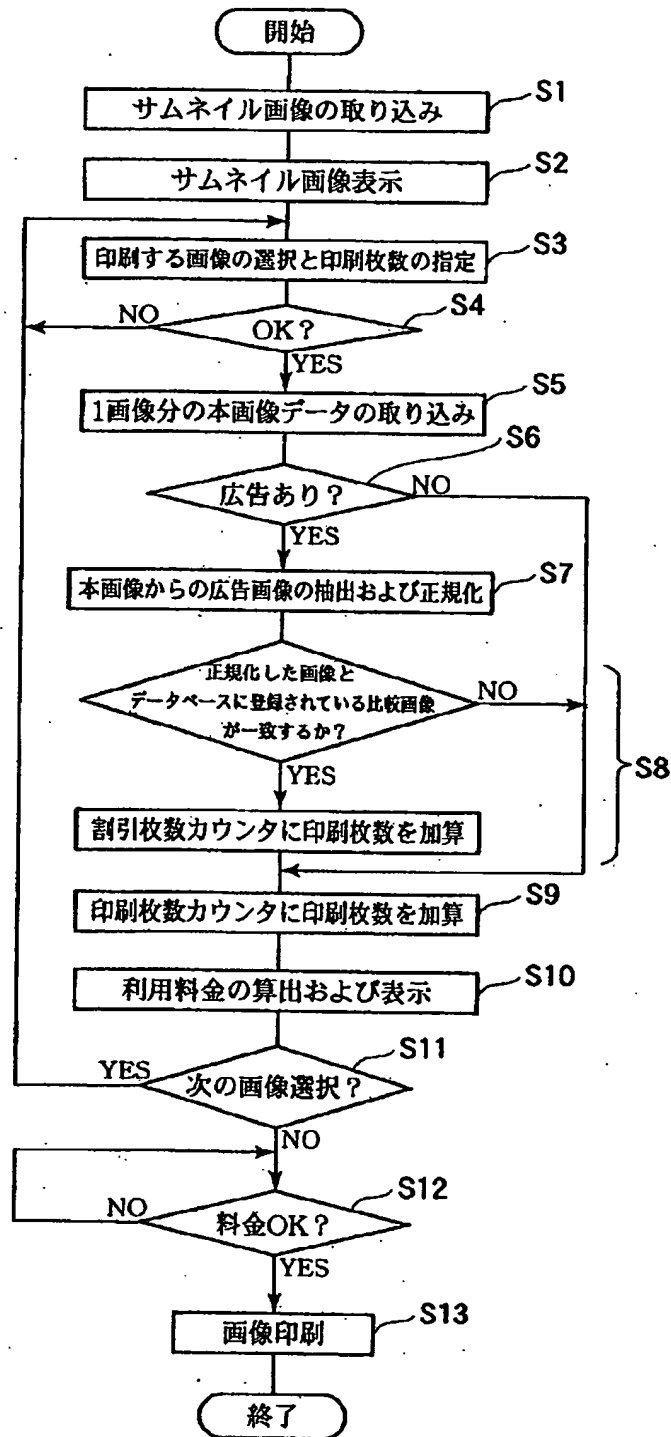 開始
S1
サムネイル画像の取り込み
S2
サムネイル画像表示
S3
印刷する画像の選択と印刷枚数の指定
S4
NO
OK?
YES
S5
1画像分の本画像データの取り込み
S6
広告あり?
NO
YES
S7
本画像からの広告画像の抽出および正規化
正規化した画像と
データベースに登録されている比較画像
が一致するか?
NO
YES
S8
割引枚数カウンタに印刷枚数を加算
S9
印刷枚数カウンタに印刷枚数を加算
S10
利用料金の算出および表示
S11
YES
次の画像選択?
NO
S12
NO
料金OK?
YES
S13
画像印刷
終了